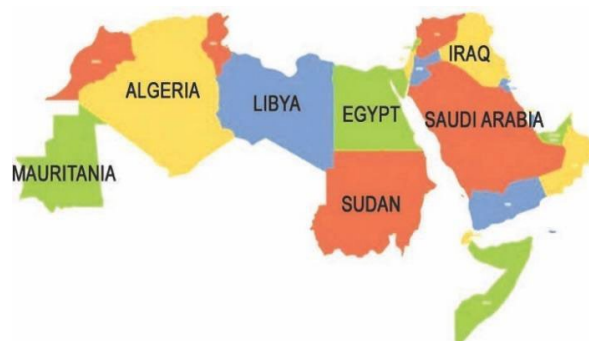 IRAQ
ALGERIA
LIBYA
EGYPT
SAUDI ARABIA
MAURITANIA
SUDAN